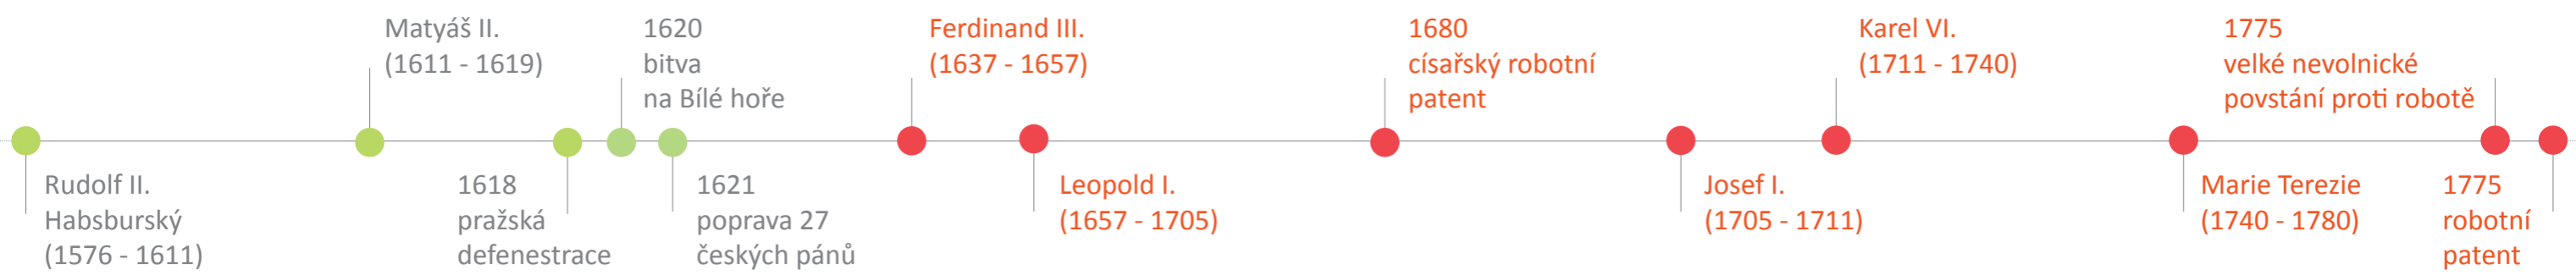 Matyáš II.
(1611 - 1619)
1620
bitva
na Bílé hoře
Ferdinand III.
(1637 - 1657)
1680
císařský robotní
patent
Karel VI.
(1711 - 1740)
1775
velké nevolnické
povstání proti robotě
Rudolf II.
Habsburský
(1576 - 1611)
1618
pražská
defenestrace
1621
poprava 27
českých pánů
Leopold I.
(1657 - 1705)
Josef I.
(1705 - 1711)
Marie Terezie
(1740 - 1780)
1775
robotní
patent